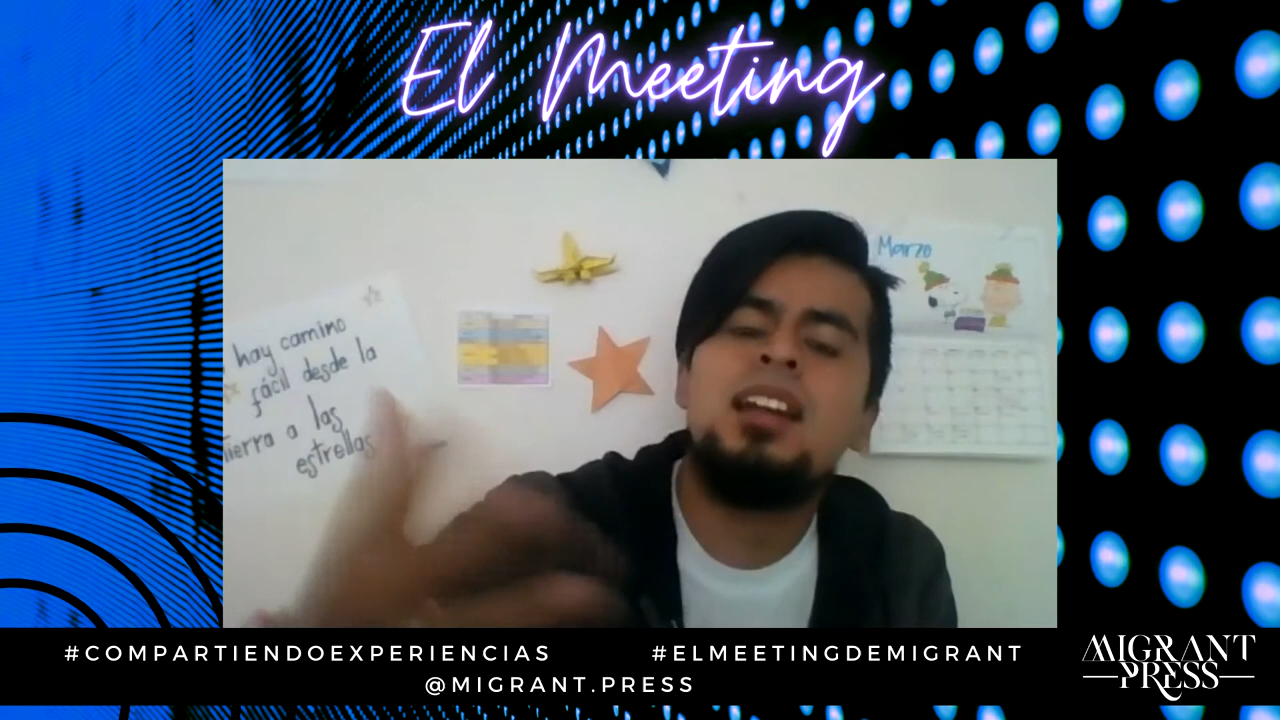 El Meeting
Marzo
hay camino
fácil desde la
tierra a las
estrellas
#COMPARTIENDOEXPERIENCIAS #ELMEETINGDEMIGRANT
@MIGRANT.PRESS
MIGRANT
PRESS